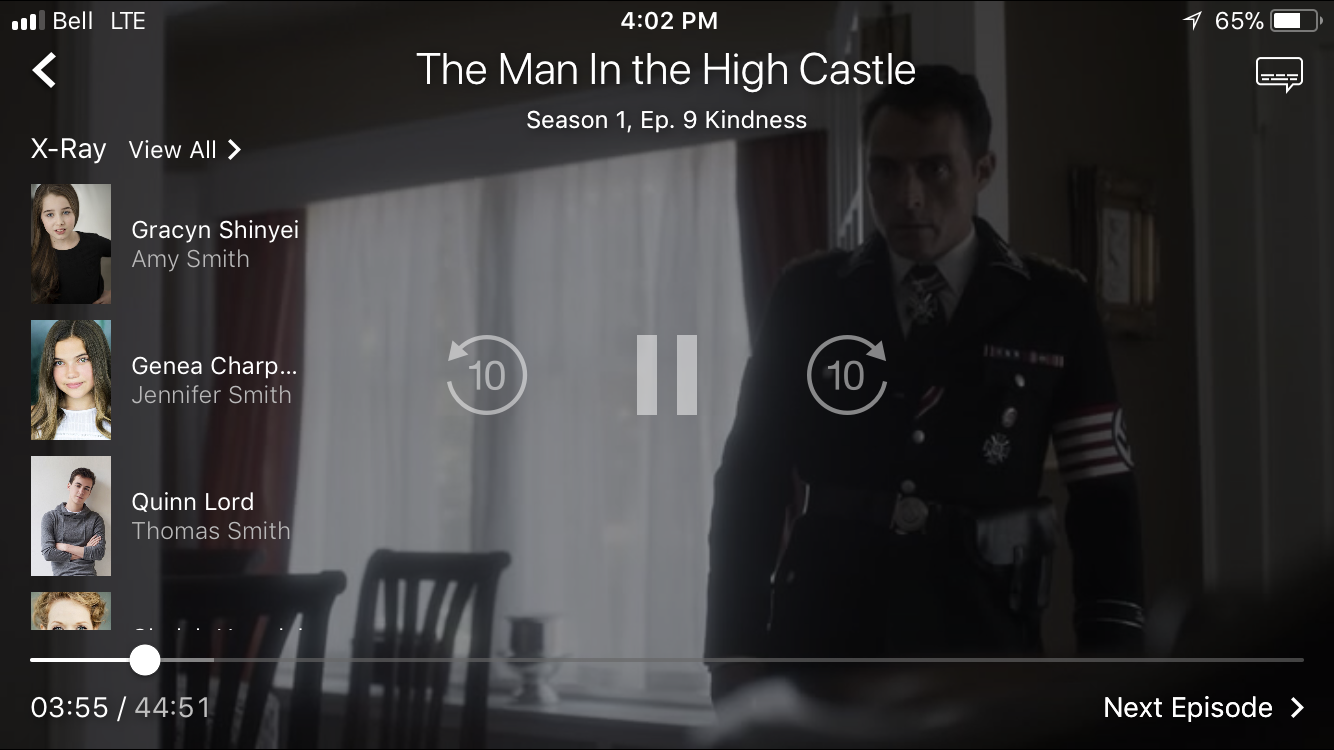 Bell LTE
4:02 PM
65%
The Man In the High Castle
Season 1, Ep. 9 Kindness
X-Ray View All
Gracyn Shinyei
Amy Smith
Genea Charp...
Jennifer Smith
10
10
Quinn Lord
Thomas Smith
03:55 / 44:51
Next Episode